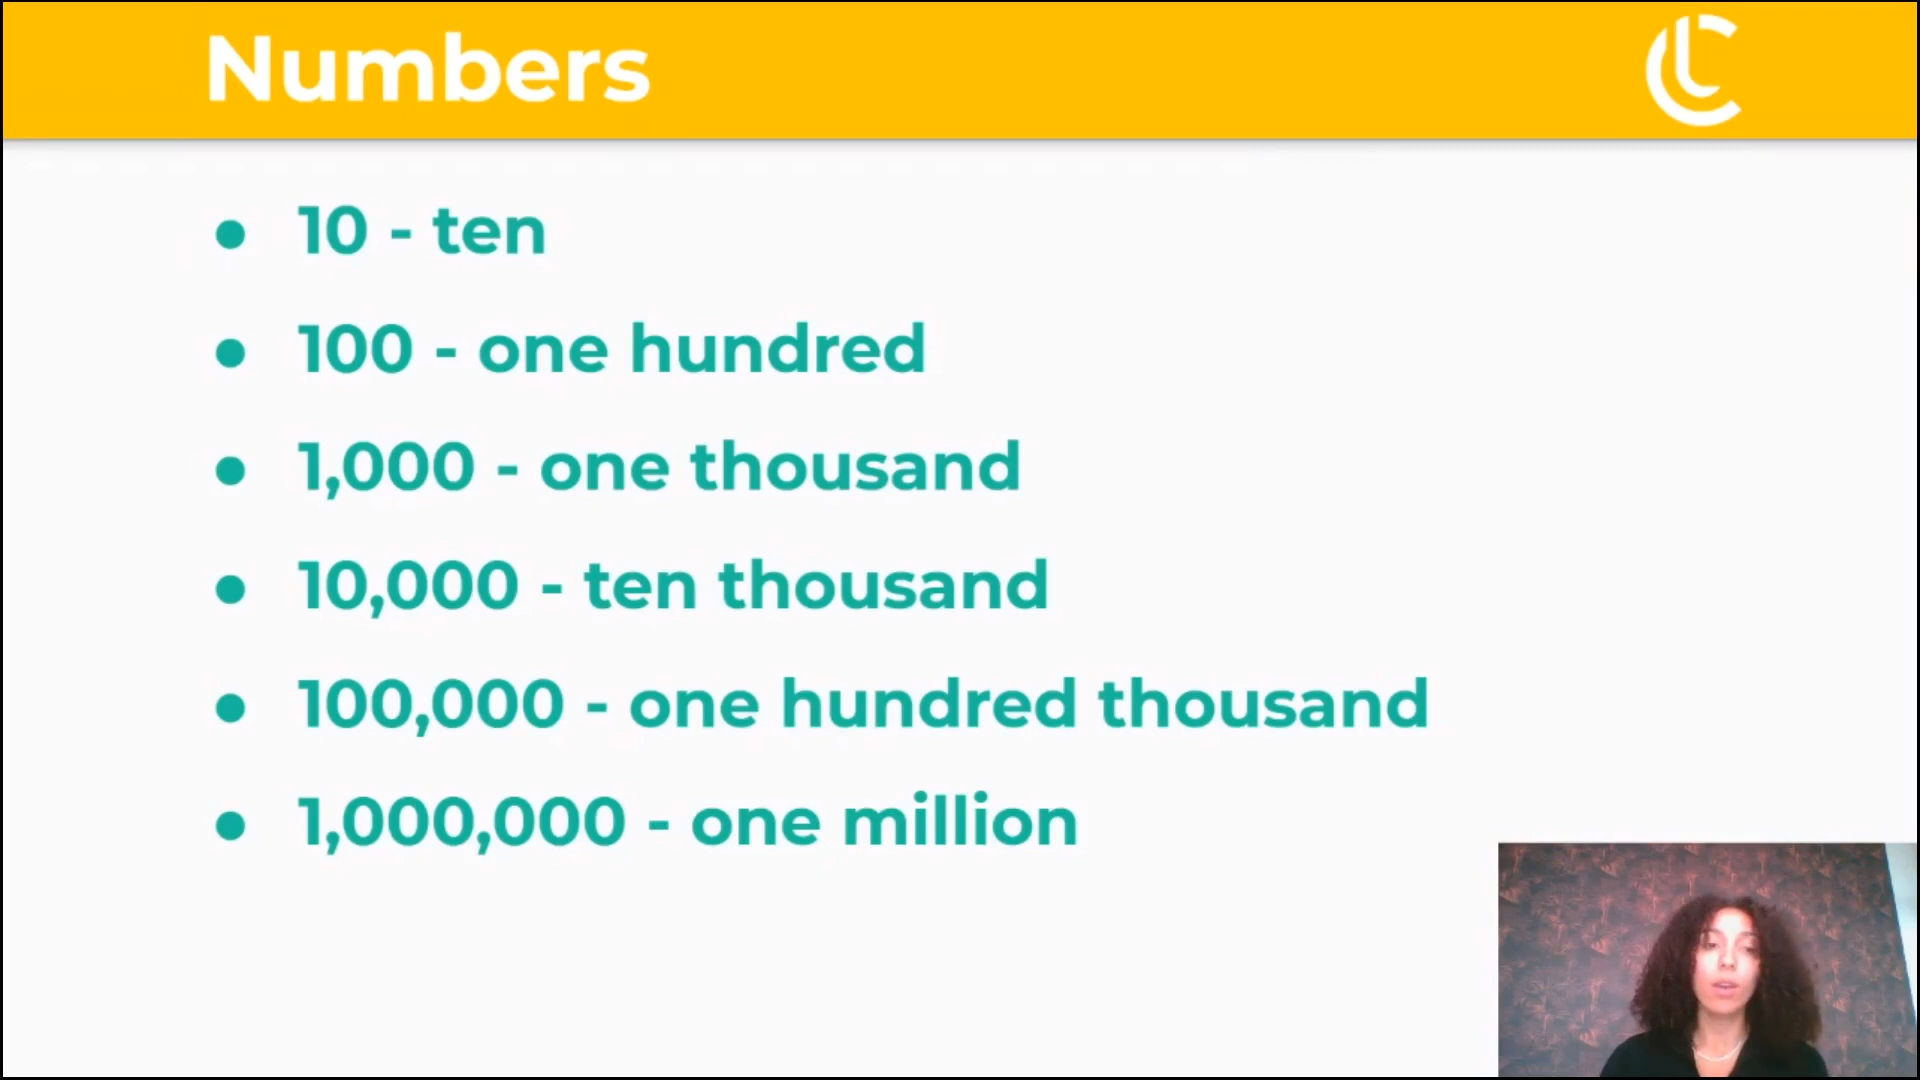 Numbers
● 10 - ten
● 100 - one hundred
● 1,000 - one thousand
● 10,000 - ten thousand
● 100,000 - one hundred thousand
● 1,000,000 - one million